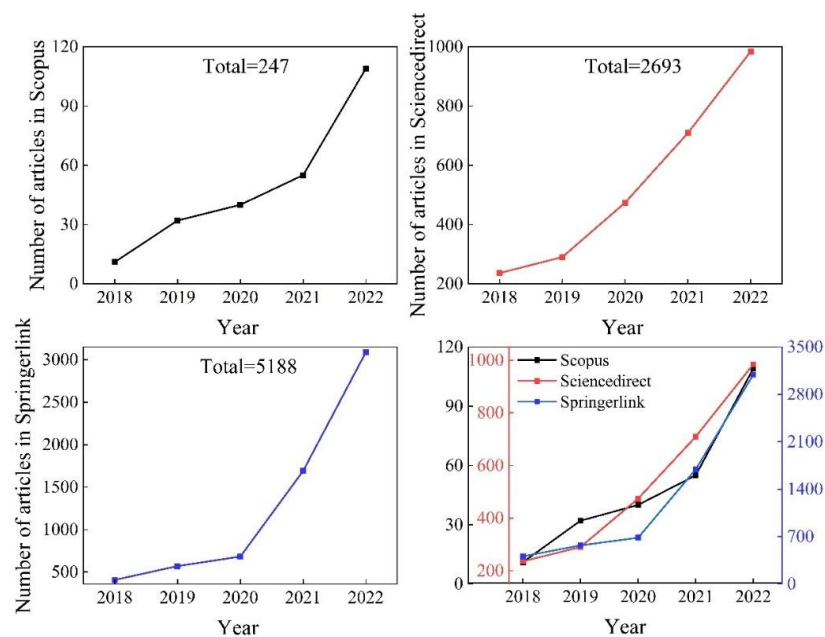 Number of articles in Scopus
120
90
60
30
0
Total=247
2018 2019 2020 2021 2022
Year
Number of articles in Sciencedirect
1000
800
600
400
200
Total=2693
2018 2019 2020 2021 2022
Year
Number of articles in Springerlink
3000
2500
2000
1500
1000
500
Total=5188
2018 2019 2020 2021 2022
Year
120
90
60
30
0
1000
800
600
400
200
Scopus
Sciencedirect
Springerlink
3500
2800
2100
1400
700
0
2018 2019 2020 2021 2022
Year